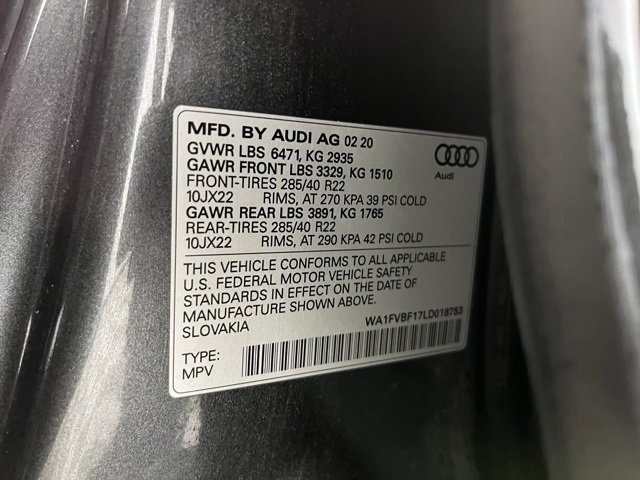 MFD. BY AUDI AG 02 20
GVWR LBS 6471, KG 2935
GAWR FRONT LBS 3329, KG 1510
FRONT-TIRES 285/40 R22
10JX22 RIMS, AT 270 KPA 39 PSI COLD
GAWR REAR LBS 3891, KG 1765
REAR-TIRES 285/40 R22
10JX22 RIMS, AT 290 KPA 42 PSI COLD
Audi
THIS VEHICLE CONFORMS TO ALL APPLICABLE
U.S. FEDERAL MOTOR VEHICLE SAFETY
STANDARDS IN EFFECT ON THE DATE OF
MANUFACTURE SHOWN ABOVE.
SLOVAKIA
WA1FVBF17LD018753
TYPE:
MPV